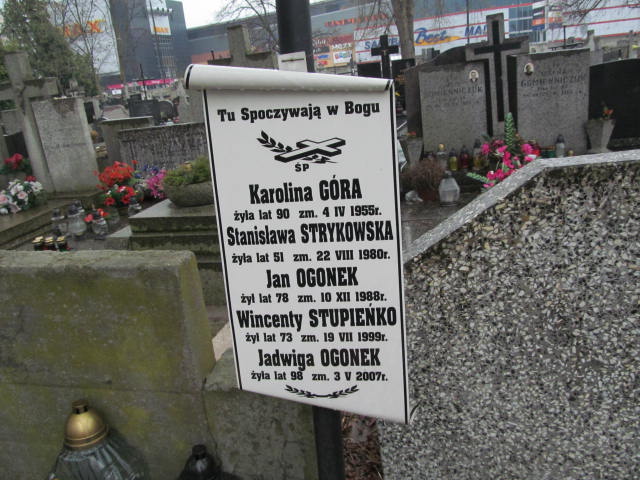 Tu Spoczywają w Bogu
ŚP
Karolina GÓRA
żyła lat 90 zm. 4 IV 1955r.
Stanisława STRYKOWSKA
żyła lat 51 zm. 22 VIII 1980r.
Jan OGONEK
żył lat 78 zm. 10 XII 1988r.
Wincenty STUPIEŃKO
żył lat 73 zm. 19 VII 1999r.
Jadwiga OGONEK
żyła lat 98 zm. 3 V 2007r.